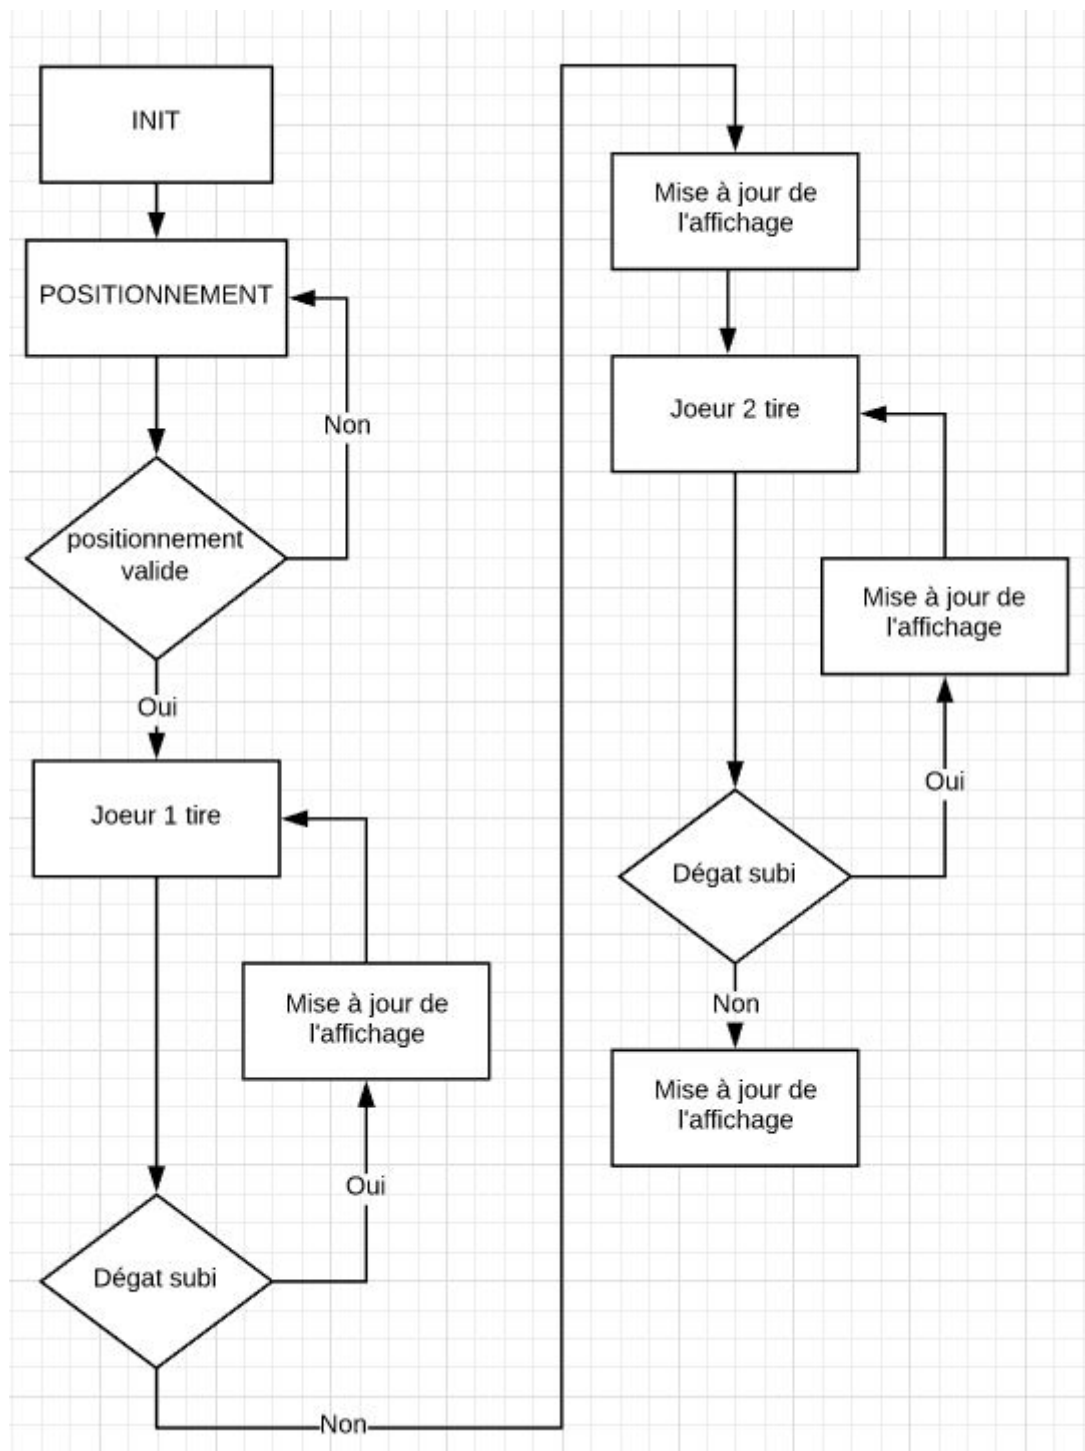 INIT
POSITIONNEMENT
Non
positionnement
valide
Oui
Joeur 1 tire
Mise à jour de
l'affichage
Oui
Dégat subi
Non
Mise à jour de
l'affichage
Joeur 2 tire
Mise à jour de
l'affichage
Oui
Dégat subi
Non
Mise à jour de
l'affichage